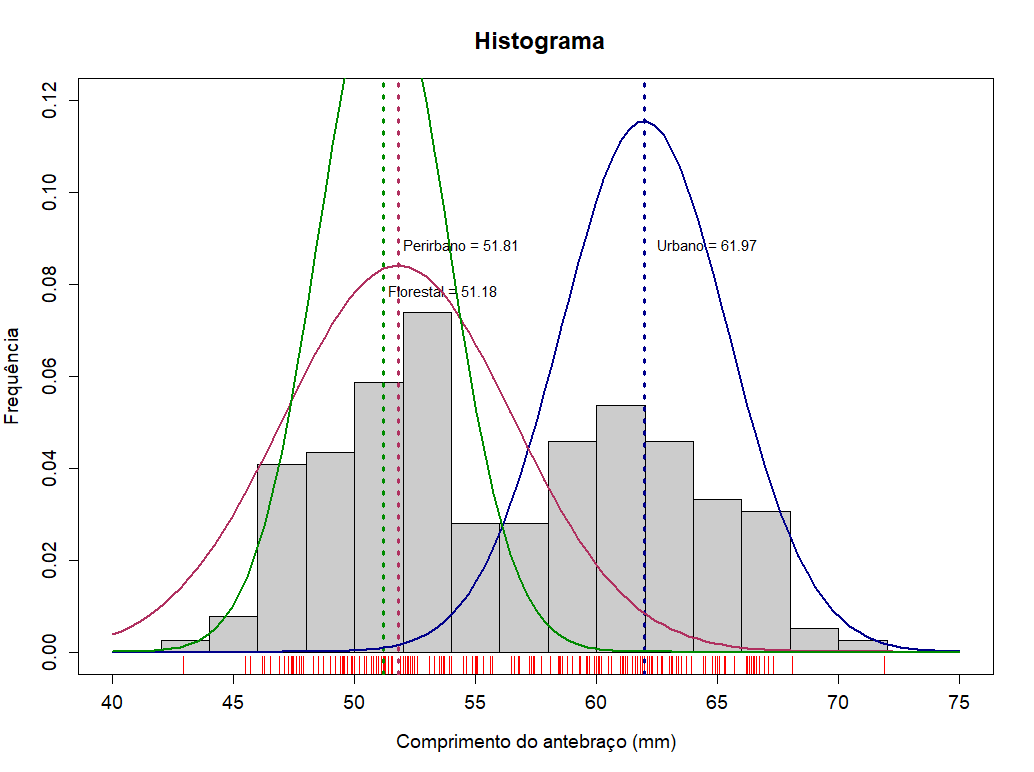 Histograma
Frequência
0.12
0.10
0.08
0.06
0.04
0.02
0.00
Perirbano = 51.81
Urbano = 61.97
Florestal = 51.18
40 45 50 55 60 65 70 75
Comprimento do antebraço (mm)